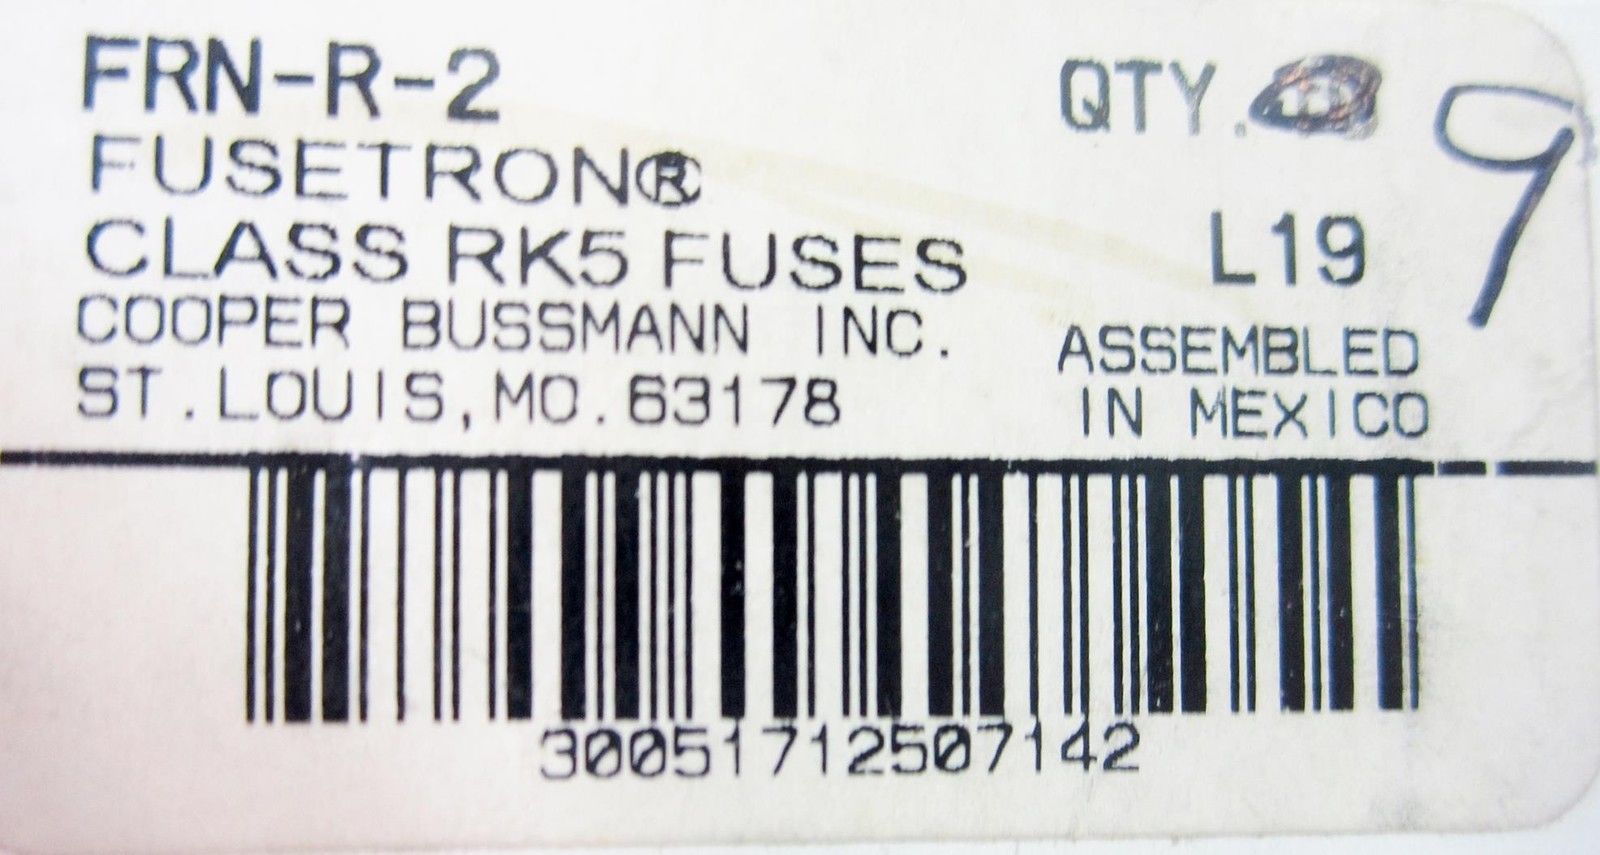 FRN-R-2 QTY. 9
FUSETRON®
CLASS RK5 FUSES L19
COOPER BUSSMANN INC. ASSEMBLED
ST. LOUIS, MO. 63178 IN MEXICO
30051712507142